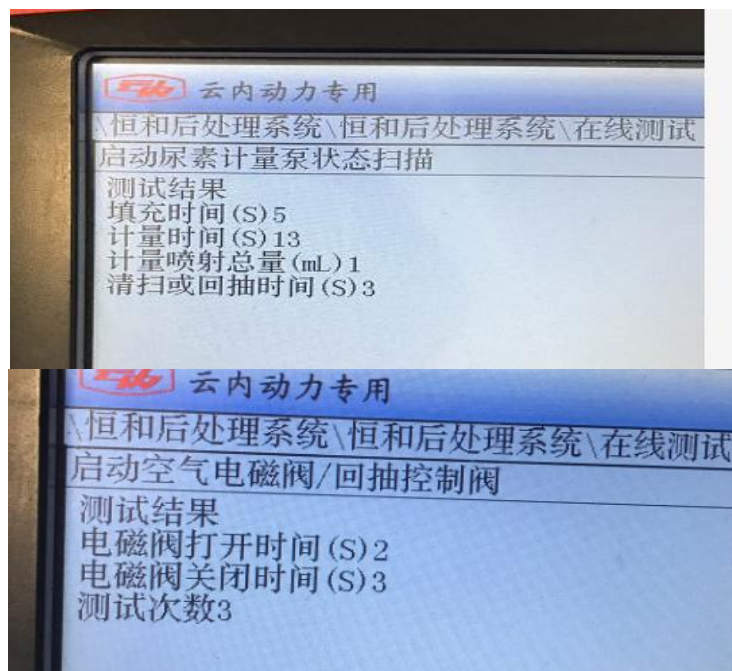 云内动力专用
\恒和后处理系统\恒和后处理系统\在线测试
启动尿素计量泵状态扫描
测试结果
填充时间(S)5
计量时间(S)13
计量喷射总量(mL)1
清扫或回抽时间(S)3
云内动力专用
\恒和后处理系统\恒和后处理系统\在线测试
启动空气电磁阀/回抽控制阀
测试结果
电磁阀打开时间(S)2
电磁阀关闭时间(S)3
测试次数3